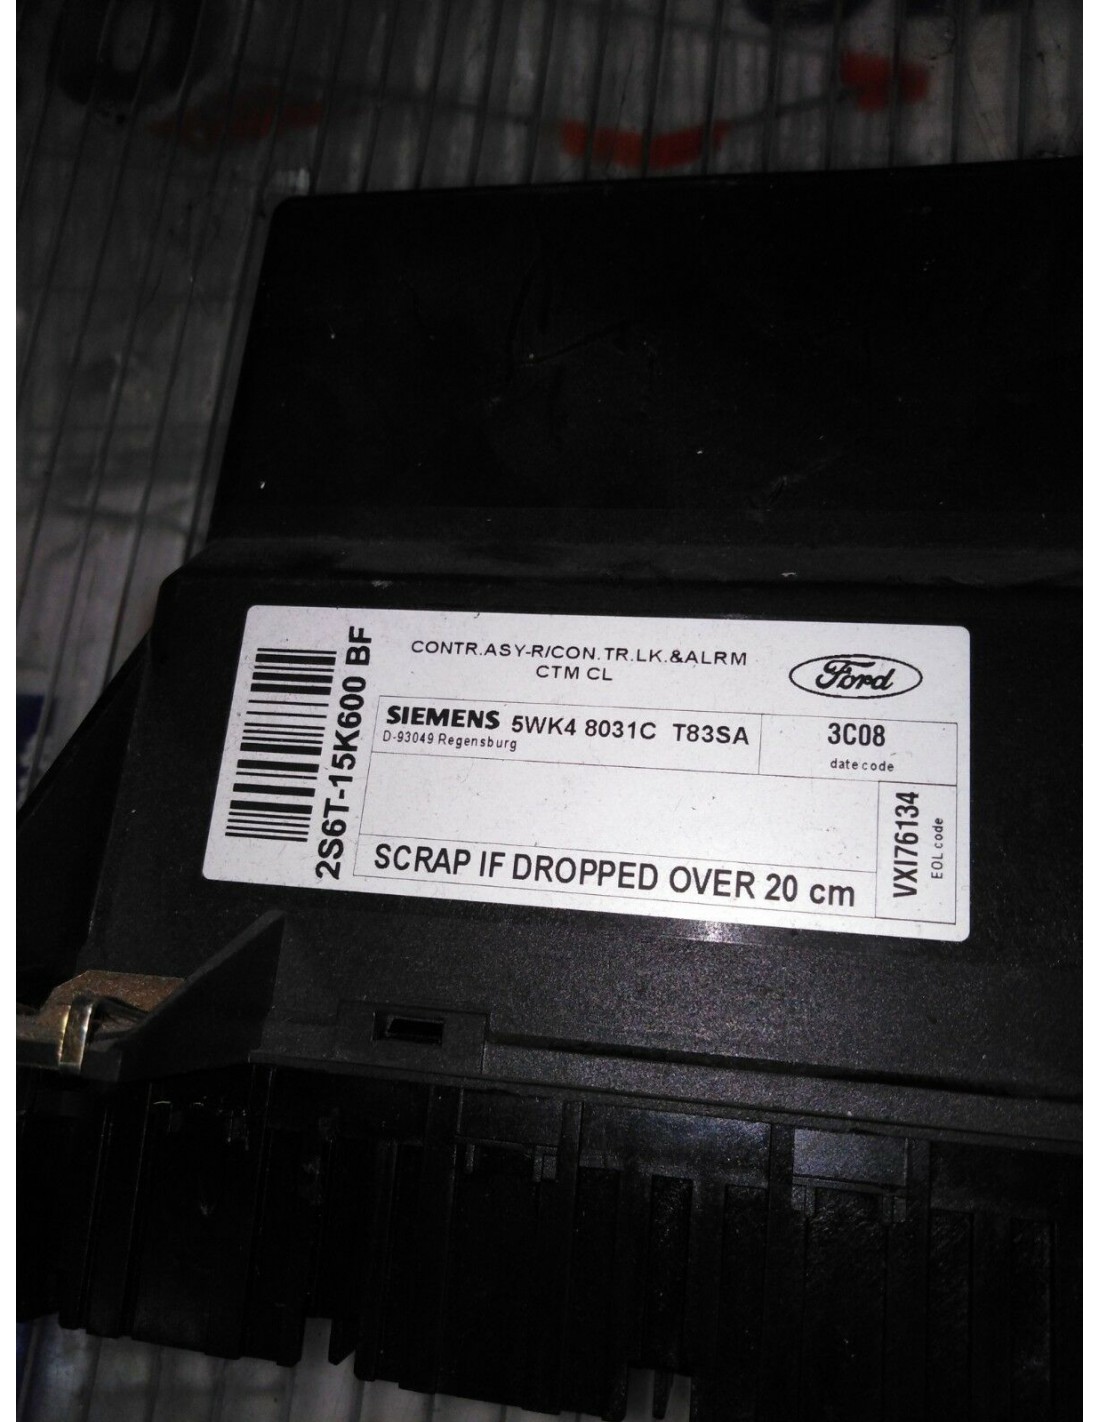 CONTR.ASY-R/CON.TR.LK.&ALRM
CTM CL
Ford
2S6T-15K600 BF
SIEMENS 5WK4 8031C T83SA
D-93049 Regensburg
3C08
date code
VXI76134
EOL code
SCRAP IF DROPPED OVER 20 cm